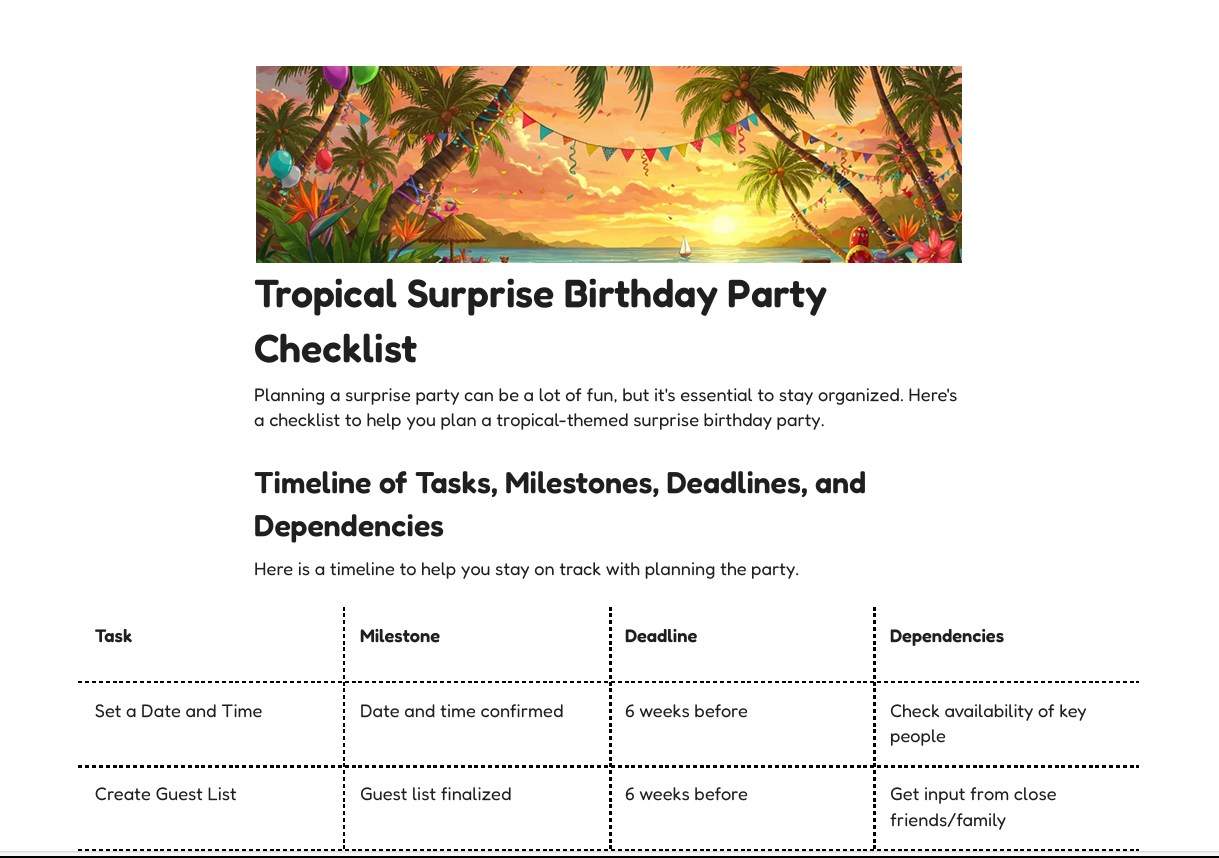 Tropical Surprise Birthday Party
Checklist
Planning a surprise party can be a lot of fun, but it's essential to stay organized. Here's
a checklist to help you plan a tropical-themed surprise birthday party.
Timeline of Tasks, Milestones, Deadlines, and
Dependencies
Here is a timeline to help you stay on track with planning the party.
Task Milestone Deadline Dependencies
Set a Date and Time Date and time confirmed 6 weeks before Check availability of key
people
Create Guest List Guest list finalized 6 weeks before Get input from close
friends/family